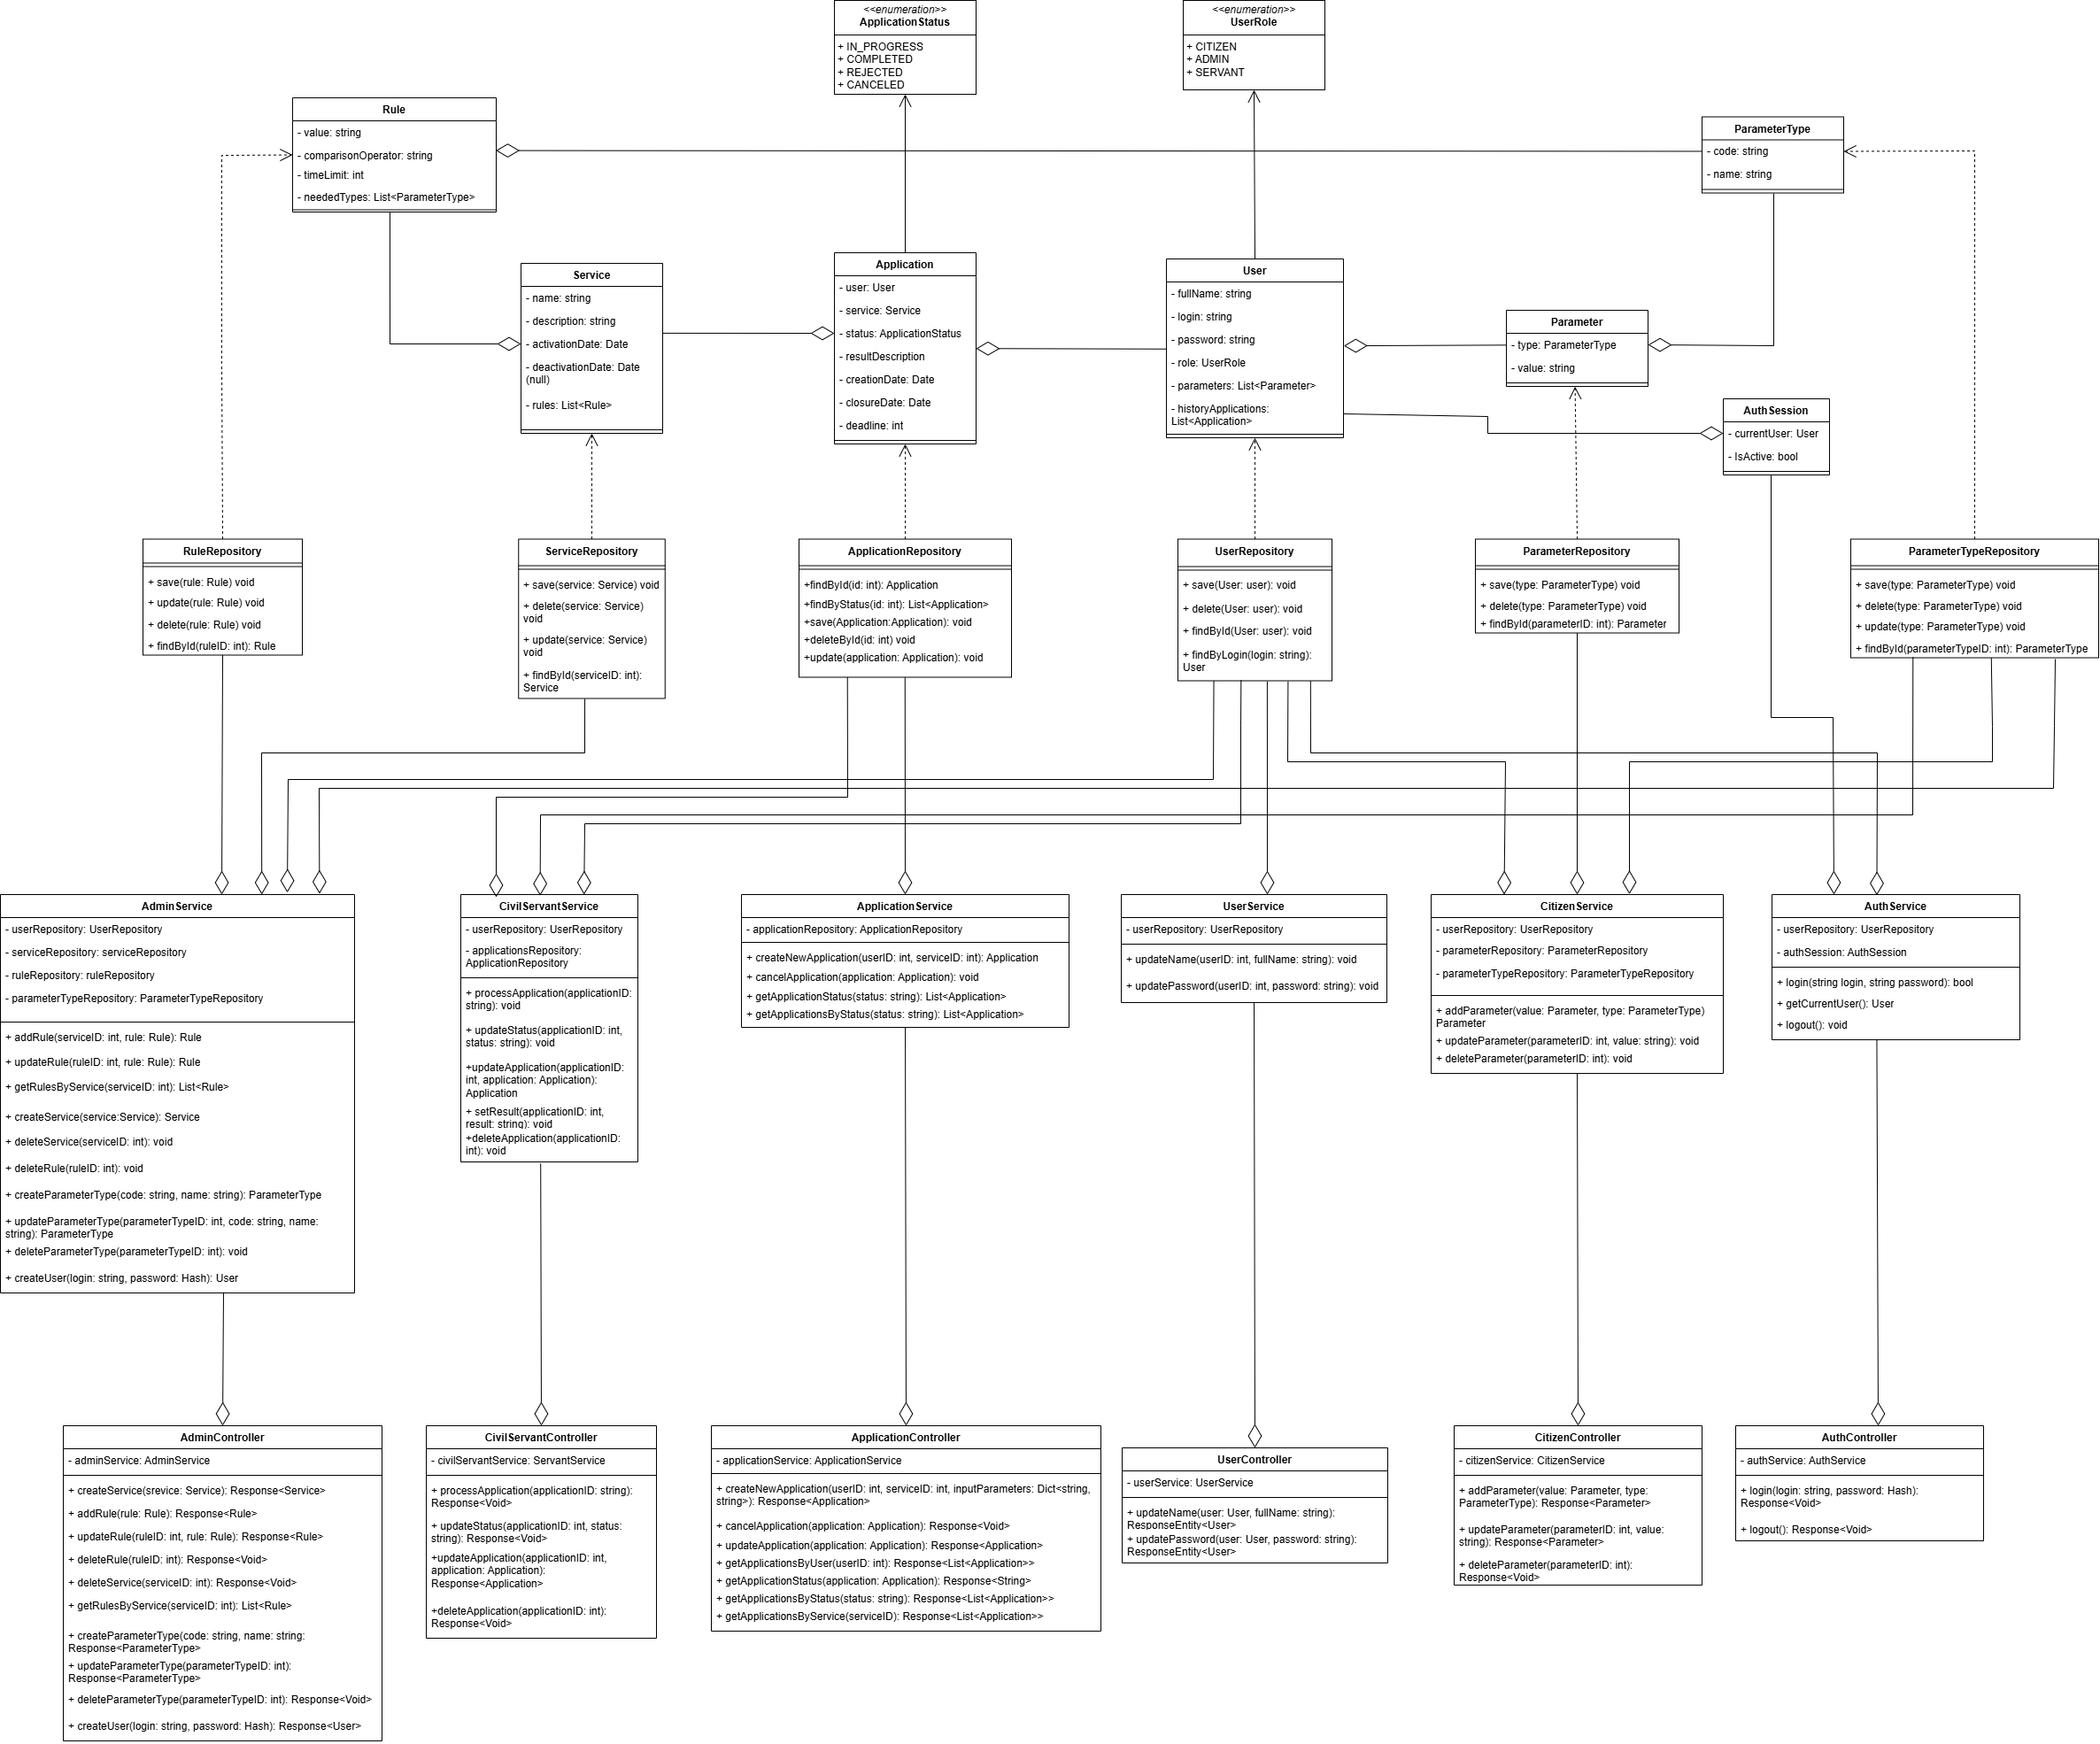 <<enumeration>>
ApplicationStatus
+ IN_PROGRESS
+ COMPLETED
+ REJECTED
+ CANCELED
<<enumeration>>
UserRole
+ CITIZEN
+ ADMIN
+ SERVANT
Rule
- value: string
- comparisonOperator: string
- timeLimit: int
- neededTypes: List<ParameterType>
ParameterType
- code: string
- name: string
Service
- name: string
- description: string
- activationDate: Date
- deactivationDate: Date
(null)
- rules: List<Rule>
Application
- user: User
- service: Service
- status: ApplicationStatus
- resultDescription
- creationDate: Date
- closureDate: Date
- deadline: int
User
- fullName: string
- login: string
- password: string
- role: UserRole
- parameters: List<Parameter>
- historyApplications:
List<Application>
Parameter
- type: ParameterType
- value: string
AuthSession
- currentUser: User
- IsActive: bool
RuleRepository
+ save(rule: Rule) void
+ update(rule: Rule) void
+ delete(rule: Rule) void
+ findById(ruleID: int): Rule
ServiceRepository
+ save(service: Service) void
+ delete(service: Service)
void
+ update(service: Service)
void
+ findById(serviceID: int):
Service
ApplicationRepository
+findById(id: int): Application
+findByStatus(id: int): List<Application>
+save(Application:Application): void
+deleteById(id: int) void
+update(application: Application): void
UserRepository
+ save(User: user): void
+ delete(User: user): void
+ findById(User: user): void
+ findByLogin(login: string):
User
ParameterRepository
+ save(type: ParameterType) void
+ delete(type: ParameterType) void
+ findById(parameterID: int): Parameter
ParameterTypeRepository
+ save(type: ParameterType) void
+ delete(type: ParameterType) void
+ update(type: ParameterType) void
+ findById(parameterTypeID: int): ParameterType
AdminService
- userRepository: UserRepository
- serviceRepository: serviceRepository
- ruleRepository: ruleRepository
- parameterTypeRepository: ParameterTypeRepository
+ addRule(serviceID: int, rule: Rule): Rule
+ updateRule(ruleID: int, rule: Rule): Rule
+ getRulesByService(serviceID: int): List<Rule>
+ createService(service:Service): Service
+ deleteService(serviceID: int): void
+ deleteRule(ruleID: int): void
+ createParameterType(code: string, name: string): ParameterType
+ updateParameterType(parameterTypeID: int, code: string, name:
string): ParameterType
+ deleteParameterType(parameterTypeID: int): void
+ createUser(login: string, password: Hash): User
CivilServantService
- userRepository: UserRepository
- applicationsRepository:
ApplicationRepository
+ processApplication(applicationID:
string): void
+ updateStatus(applicationID: int,
status: string): void
+updateApplication(applicationID:
int, application: Application):
Application
+ setResult(applicationID: int,
result: string): void
+deleteApplication(applicationID:
int): void
ApplicationService
- applicationRepository: ApplicationRepository
+ createNewApplication(userID: int, serviceID: int): Application
+ cancelApplication(application: Application): void
+ getApplicationStatus(status: string): List<Application>
+ getApplicationsByStatus(status: string): List<Application>
UserService
- userRepository: UserRepository
+ updateName(userID: int, fullName: string): void
+ updatePassword(userID: int, password: string): void
CitizenService
- userRepository: UserRepository
- parameterRepository: ParameterRepository
- parameterTypeRepository: ParameterTypeRepository
+ addParameter(value: Parameter, type: ParameterType)
Parameter
+ updateParameter(parameterID: int, value: string): void
+ deleteParameter(parameterID: int): void
AuthService
- userRepository: UserRepository
- authSession: AuthSession
+ login(string login, string password): bool
+ getCurrentUser(): User
+ logout(): void
AdminController
- adminService: AdminService
+ createService(srevice: Service): Response<Service>
+ addRule(rule: Rule): Response<Rule>
+ updateRule(ruleID: int, rule: Rule): Response<Rule>
+ deleteRule(ruleID: int): Response<Void>
+ deleteService(serviceID: int): Response<Void>
+ getRulesByService(serviceID: int): List<Rule>
+ createParameterType(code: string, name: string:
Response<ParameterType>
+ updateParameterType(parameterTypeID: int):
Response<ParameterType>
+ deleteParameterType(parameterTypeID: int): Response<Void>
+ createUser(login: string, password: Hash): Response<User>
CivilServantController
- civilServantService: ServantService
+ processApplication(applicationID: string):
Response<Void>
+ updateStatus(applicationID: int, status:
string): Response<Void>
+updateApplication(applicationID: int,
application: Application):
Response<Application>
+deleteApplication(applicationID: int):
Response<Void>
ApplicationController
- applicationService: ApplicationService
+ createNewApplication(userID: int, serviceID: int, inputParameters: Dict<string,
string>): Response<Application>
+ cancelApplication(application: Application): Response<Void>
+ updateApplication(application: Application): Response<Application>
+ getApplicationsByUser(userID: int): Response<List<Application>>
+ getApplicationStatus(application: Application): Response<String>
+ getApplicationsByStatus(status: string): Response<List<Application>>
+ getApplicationsByService(serviceID): Response<List<Application>>
UserController
- userService: UserService
+ updateName(user: User, fullName: string):
ResponseEntity<User>
+ updatePassword(user: User, password: string):
ResponseEntity<User>
CitizenController
- citizenService: CitizenService
+ addParameter(value: Parameter, type:
ParameterType): Response<Parameter>
+ updateParameter(parameterID: int, value:
string): Response<Parameter>
+ deleteParameter(parameterID: int):
Response<Void>
AuthController
- authService: AuthService
+ login(login: string, password: Hash):
Response<Void>
+ logout(): Response<Void>